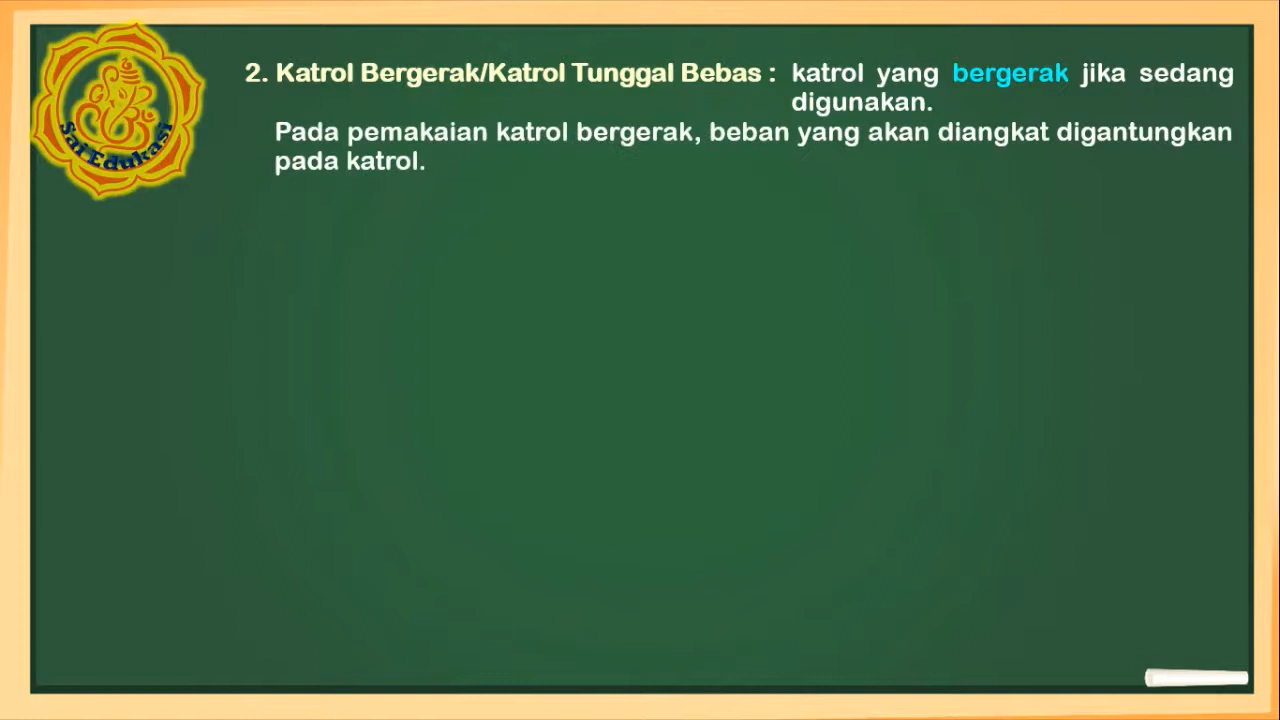 Sai Edukasi
2. Katrol Bergerak/Katrol Tunggal Bebas : katrol yang bergerak jika sedang
digunakan.
Pada pemakaian katrol bergerak, beban yang akan diangkat digantungkan
pada katrol.